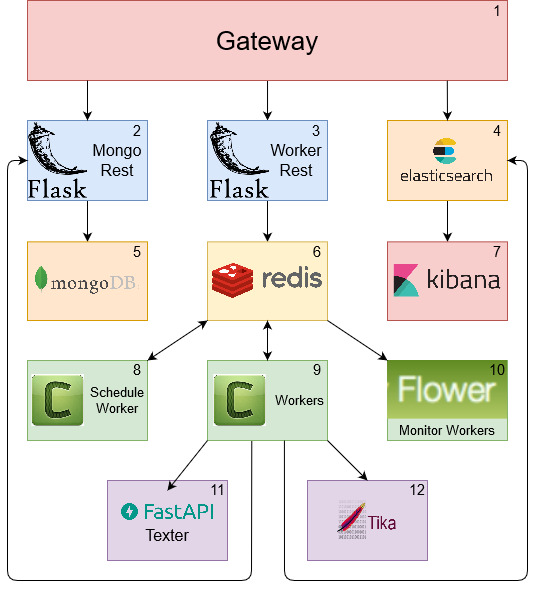 1
Gateway
2
Mongo
Rest
Flask
3
Worker
Rest
Flask
4
elasticsearch
5
mongoDB
6
redis
7
kibana
8
C
Schedule
Worker
9
C
Workers
10
Flower
Monitor Workers
11
FastAPI
Texter
12
Tika